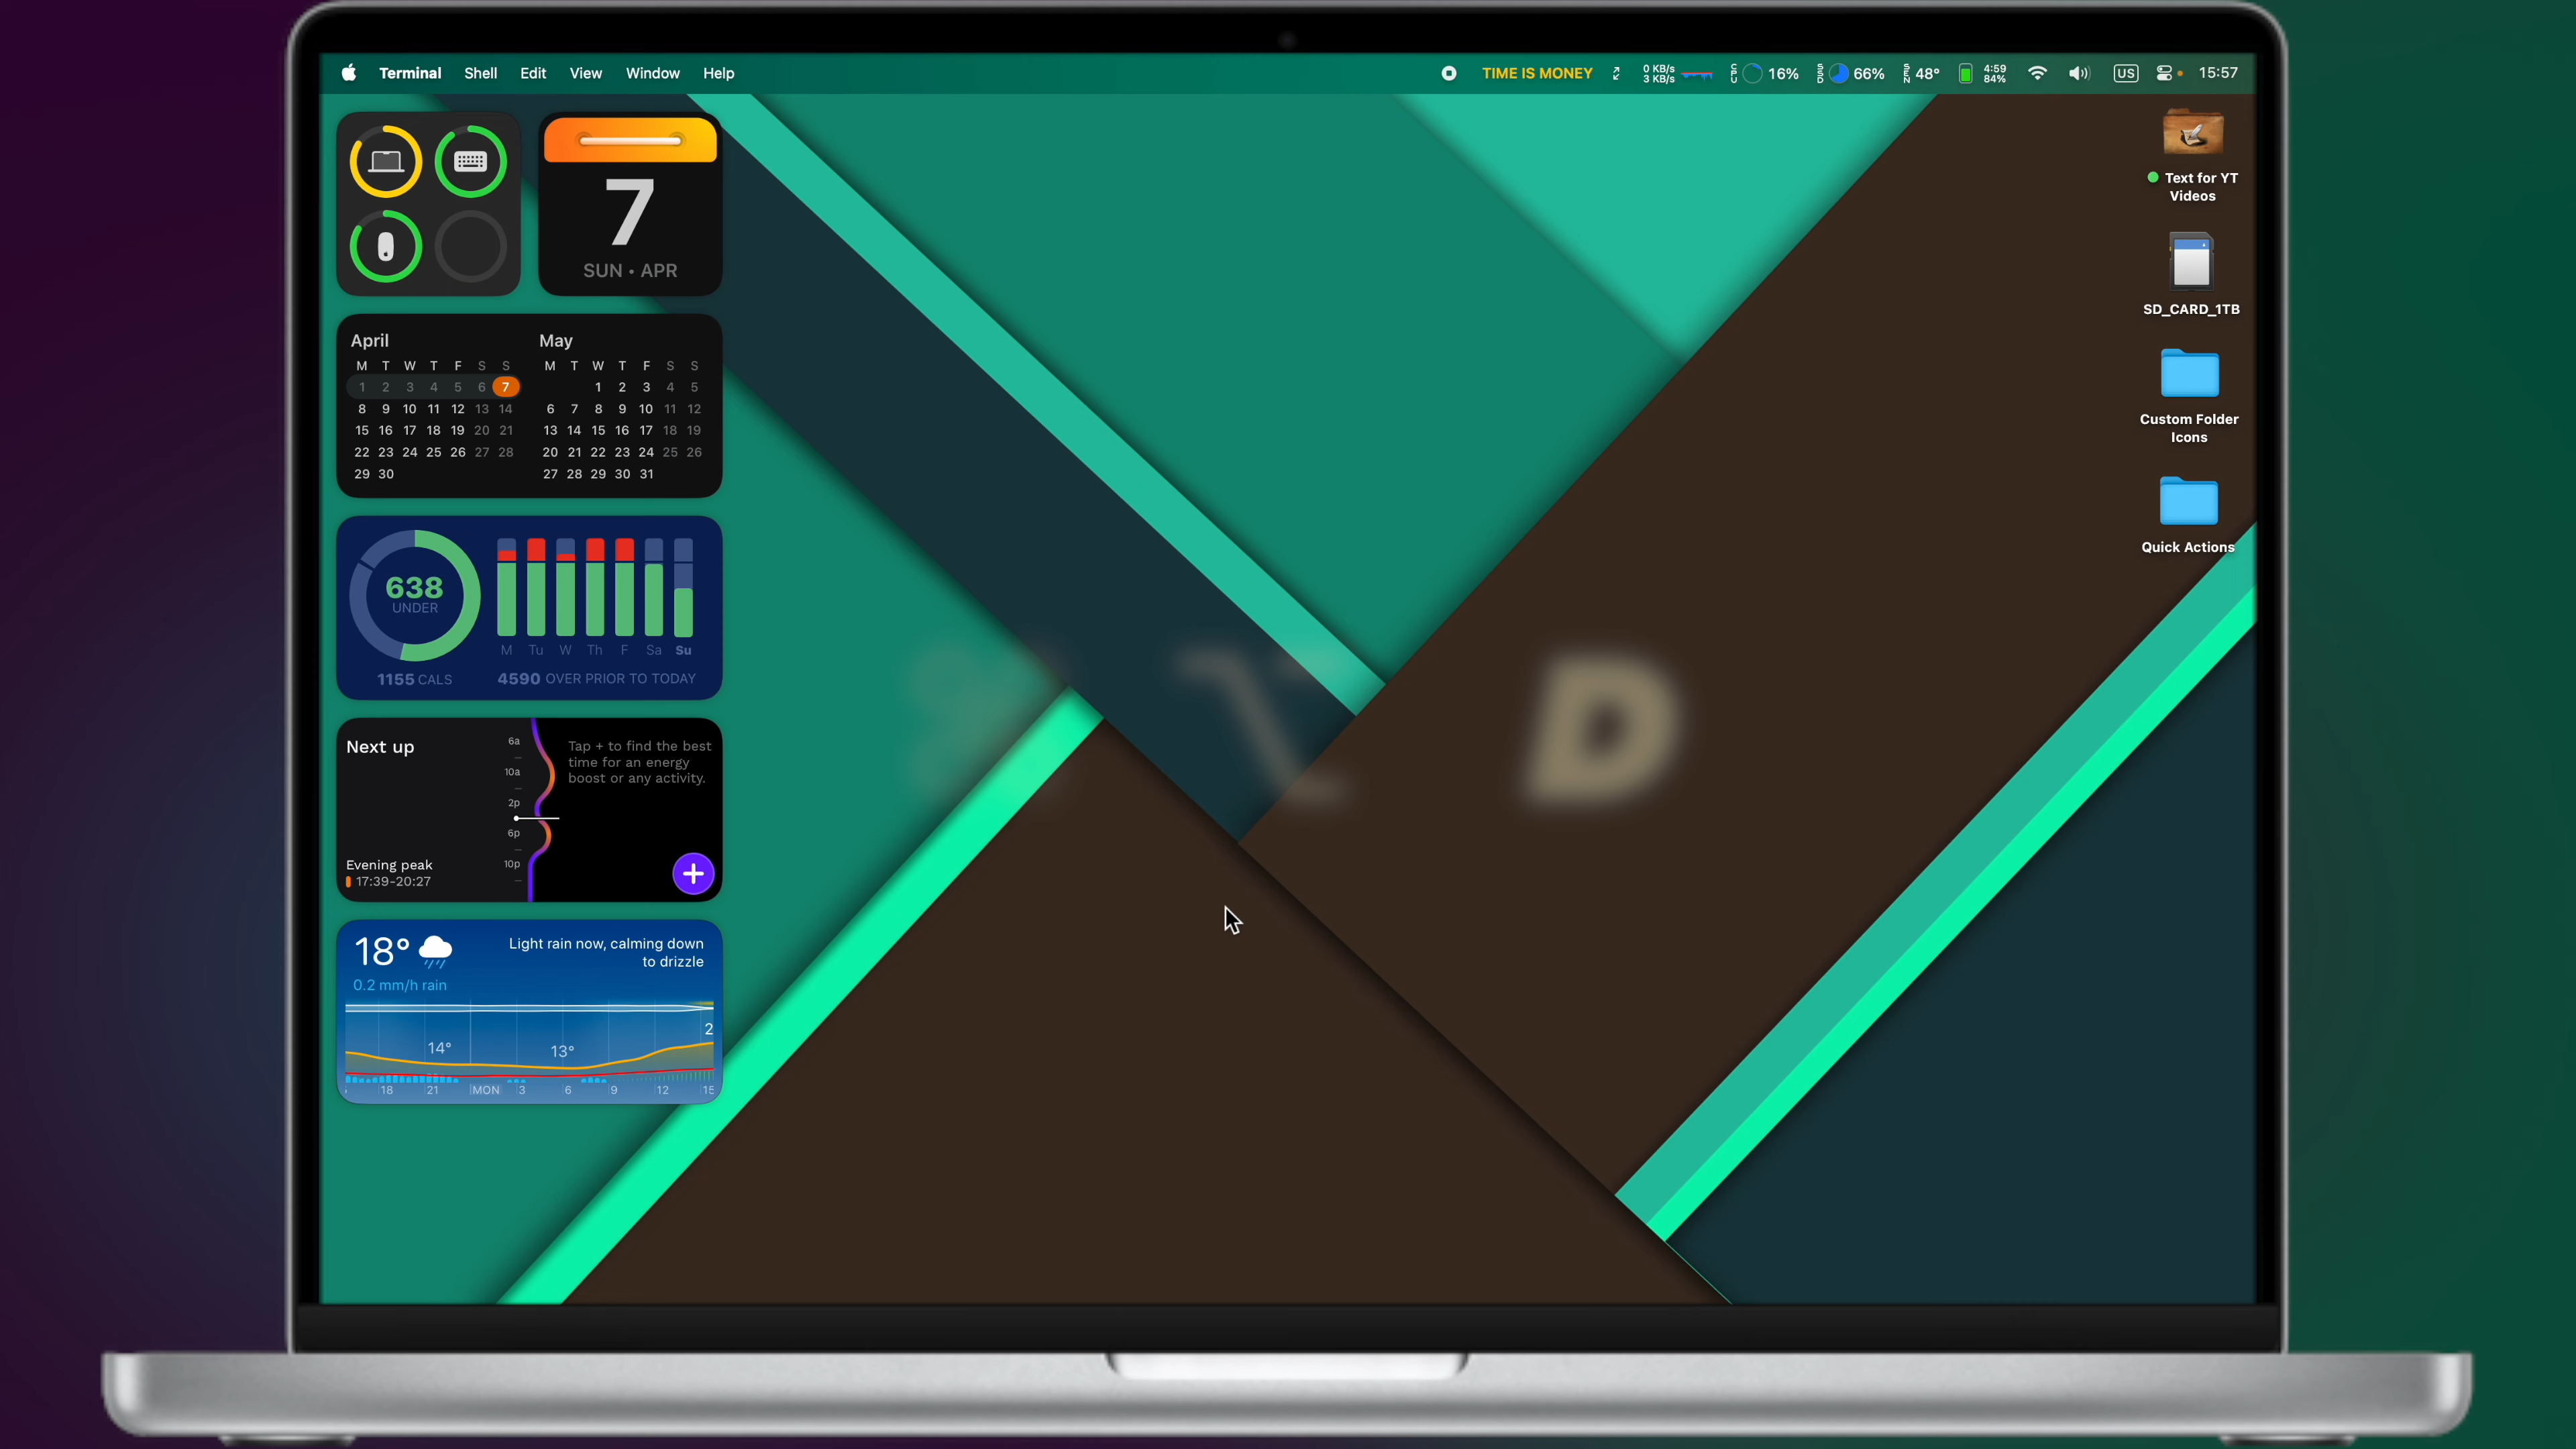 Terminal Shell Edit View Window Help
TIME IS MONEY
0 KB/s
3 KB/s
CPU 16%
SSD 66%
SEN 48°
4:59
84%
US
15:57
7
SUN • APR
April
M T W T F S S
1 2 3 4 5 6 7
8 9 10 11 12 13 14
15 16 17 18 19 20 21
22 23 24 25 26 27 28
29 30
May
M T W T F S S
1 2 3 4 5
6 7 8 9 10 11 12
13 14 15 16 17 18 19
20 21 22 23 24 25 26
27 28 29 30 31
638
UNDER
1155 CALS
M Tu W Th F Sa Su
4590 OVER PRIOR TO TODAY
Next up
Evening peak
17:39-20:27
6a
10a
2p
6p
10p
Tap + to find the best
time for an energy
boost or any activity.
18°
0.2 mm/h rain
Light rain now, calming down
to drizzle
14°
13°
2
18 21 MON 3 6 9 12 15
Text for YT
Videos
SD_CARD_1TB
Custom Folder
Icons
Quick Actions
⌘ ⌥ D